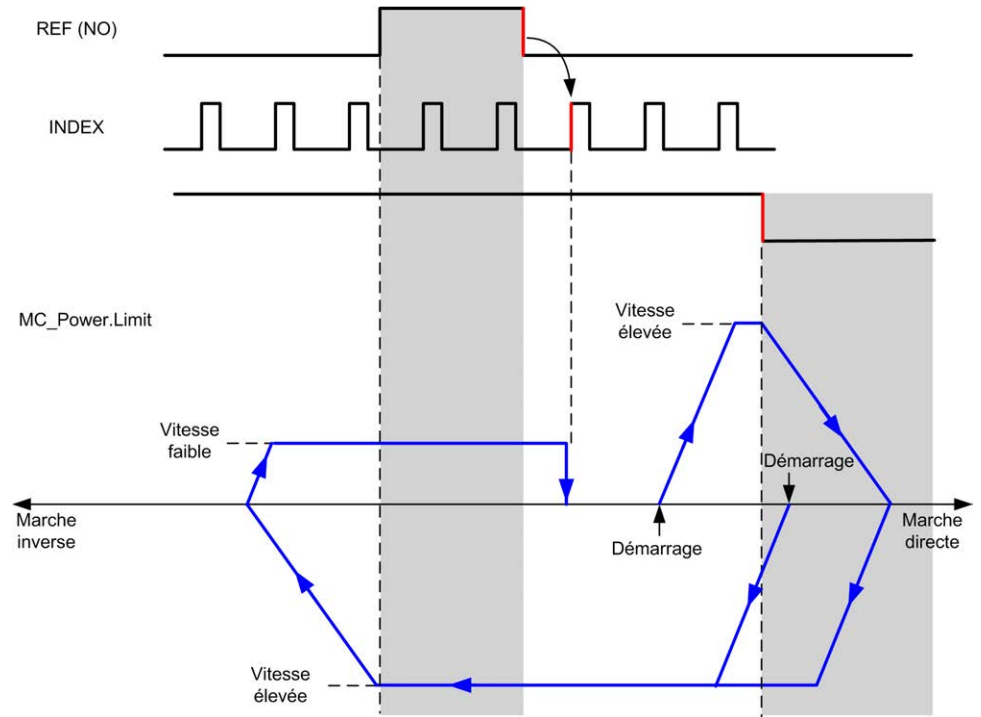 REF (NO)
INDEX
MC_Power.Limit
Vitesse
élevée
Vitesse
faible
Démarrage
Marche
inverse
Démarrage
Marche
directe
Vitesse
élevée